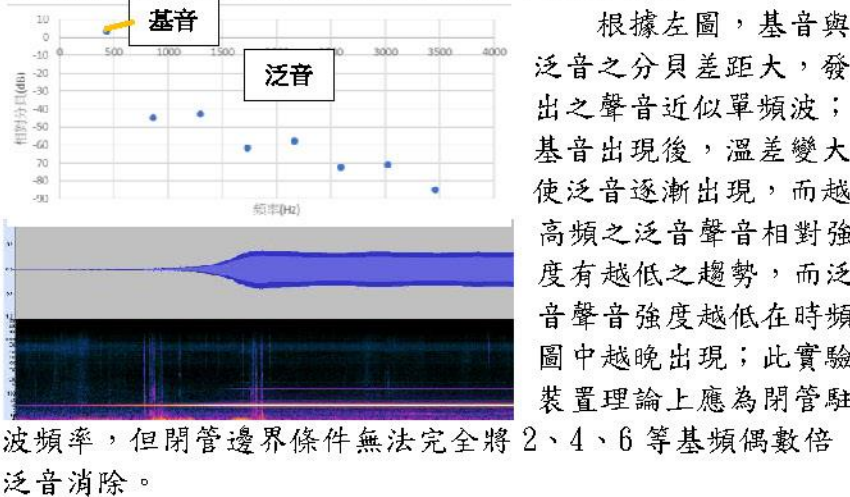 基音
泛音
10
0
-10
-20
-30
-40
-50
-60
70
-80
-90
0 500 1000 1500 2500 3000 3500 4000
相對分貝(dB)
頻率(Hz)
根據左圖，基音與
泛音之分貝差距大，發
出之聲音近似單頻波；
基音出現後，溫差變大
使泛音逐漸出現，而越
高頻之泛音聲音相對強
度有越低之趨勢，而泛
音聲音強度越低在時頻
圖中越晚出現；此實驗
裝置理論上應為閉管駐
波頻率，但閉管邊界條件無法完全將 2、4、6 等基頻偶數倍
泛音消除。